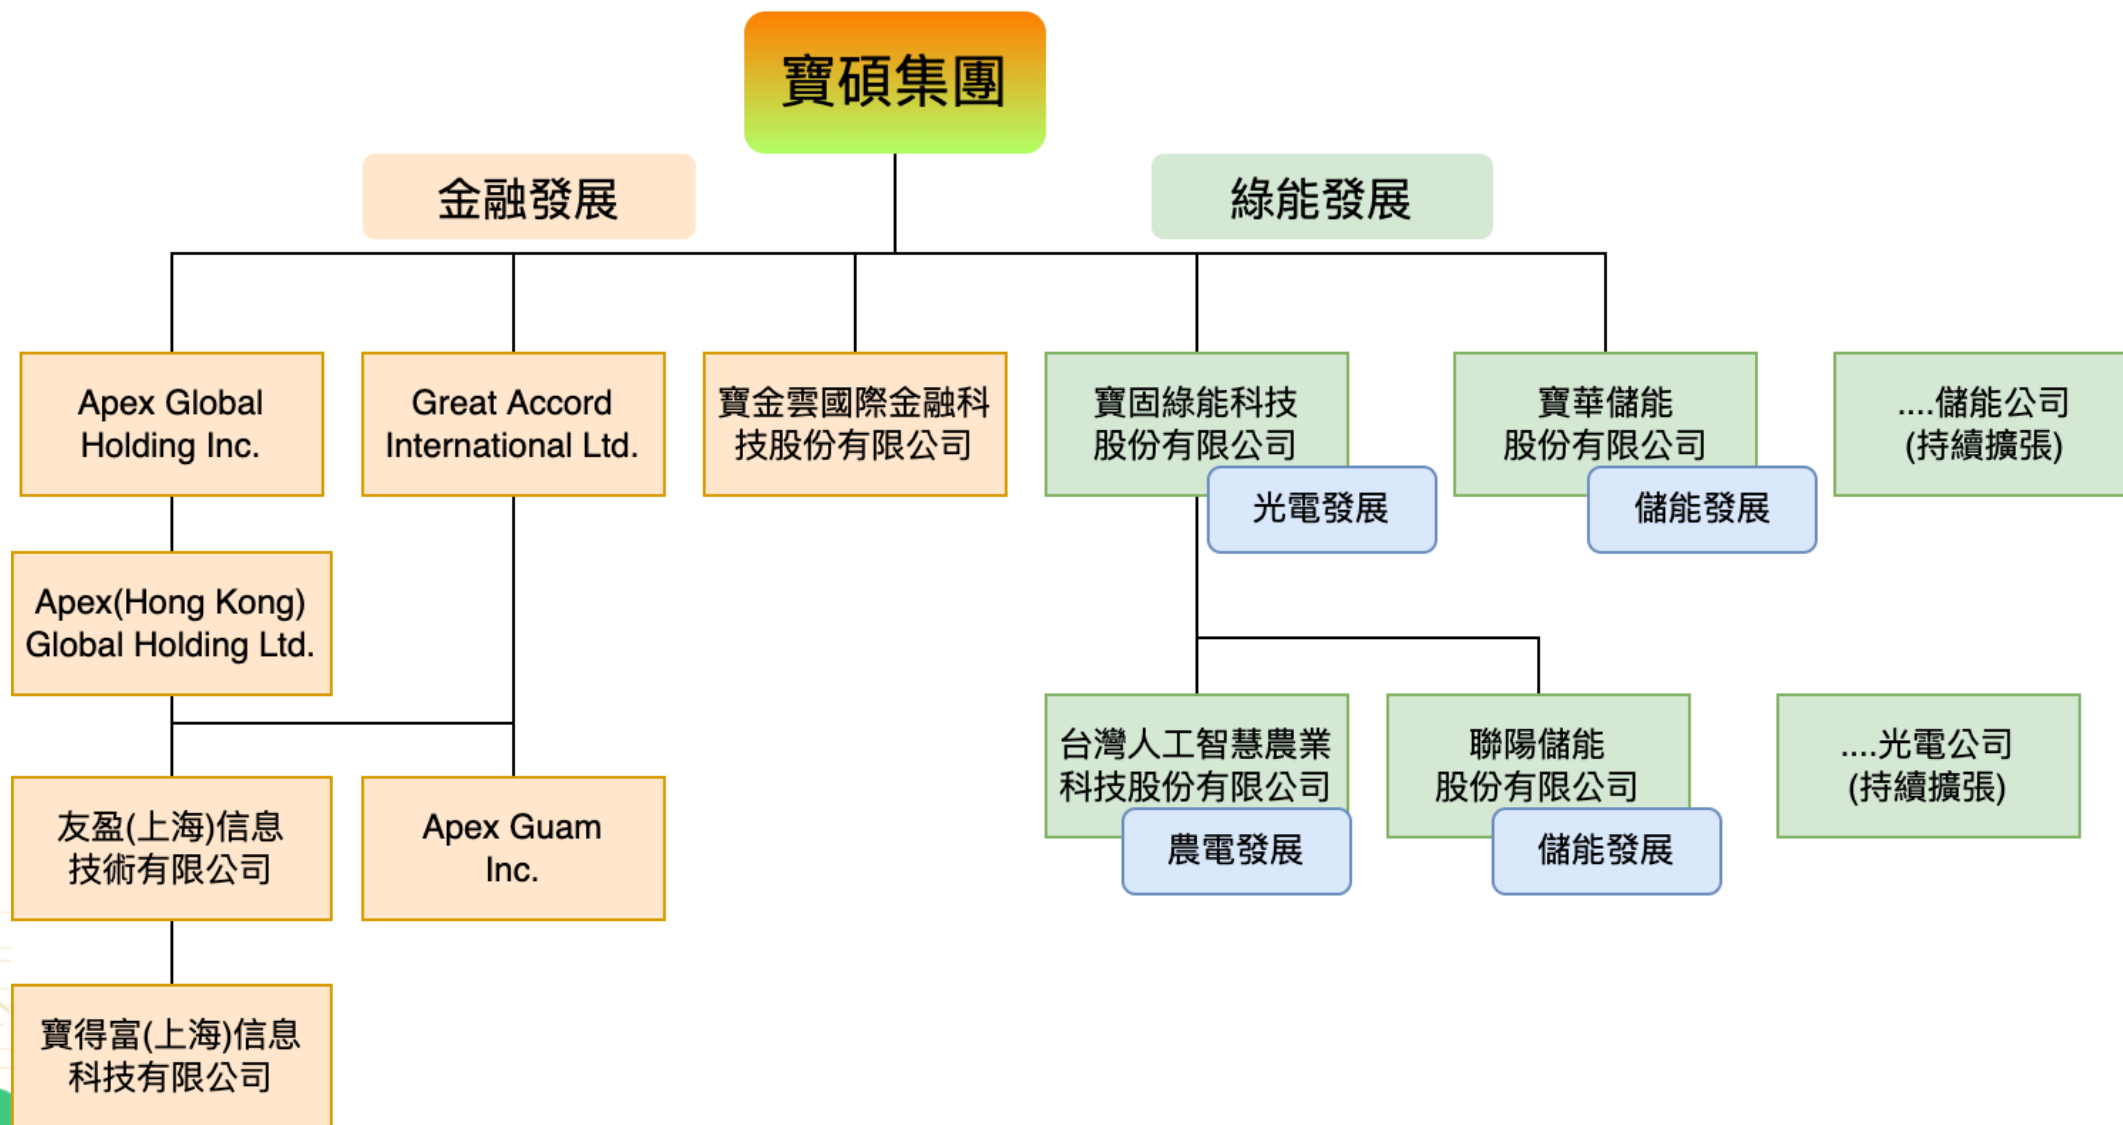 寶碩集團
金融發展
綠能發展
Apex Global
Holding Inc.
Great Accord
International Ltd.
寶金雲國際金融科
技股份有限公司
寶固綠能科技
股份有限公司
光電發展
寶華儲能
股份有限公司
儲能發展
....儲能公司
(持續擴張)
Apex(Hong Kong)
Global Holding Ltd.
友盈(上海)信息
技術有限公司
Apex Guam
Inc.
台灣人工智慧農業
科技股份有限公司
農電發展
聯陽儲能
股份有限公司
儲能發展
....光電公司
(持續擴張)
寶得富(上海)信息
科技有限公司